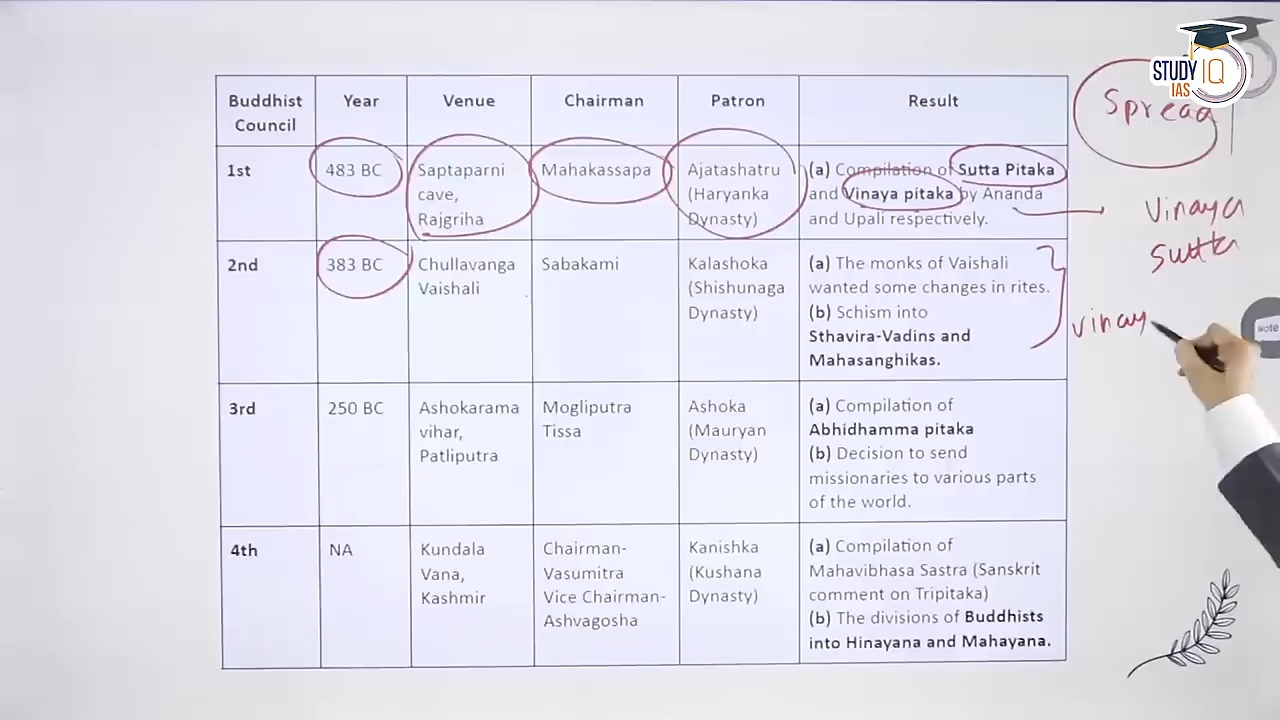 STUDY IQ
IAS
Spread
Buddhist
Council
Year
Venue
Chairman
Patron
Result
1st
483 BC
Saptaparni
cave,
Rajgriha
Mahakassapa
Ajatashatru
(Haryanka
Dynasty)
(a) Compilation of Sutta Pitaka
and Vinaya pitaka by Ananda
and Upali respectively.
Vinaya
Sutta
2nd
383 BC
Chullavanga
Vaishali
Sabakami
Kalashoka
(Shishunaga
Dynasty)
(a) The monks of Vaishali
wanted some changes in rites.
(b) Schism into
Sthavira-Vadins and
Mahasanghikas.
vinay
note
3rd
250 BC
Ashokarama
vihar,
Patliputra
Mogliputra
Tissa
Ashoka
(Mauryan
Dynasty)
(a) Compilation of
Abhidhamma pitaka
(b) Decision to send
missionaries to various parts
of the world.
4th
NA
Kundala
Vana,
Kashmir
Chairman-
Vasumitra
Vice Chairman-
Ashvagosha
Kanishka
(Kushana
Dynasty)
(a) Compilation of
Mahavibhasa Sastra (Sanskrit
comment on Tripitaka)
(b) The divisions of Buddhists
into Hinayana and Mahayana.